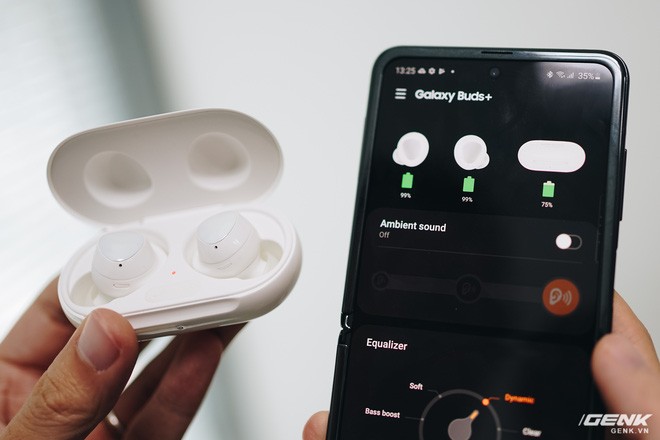 13:25
35%
Galaxy Buds+
99%
99%
75%
Ambient sound
Off
Equalizer
Soft
Dynamic
Bass boost
Clear
GENK
GENK.VN